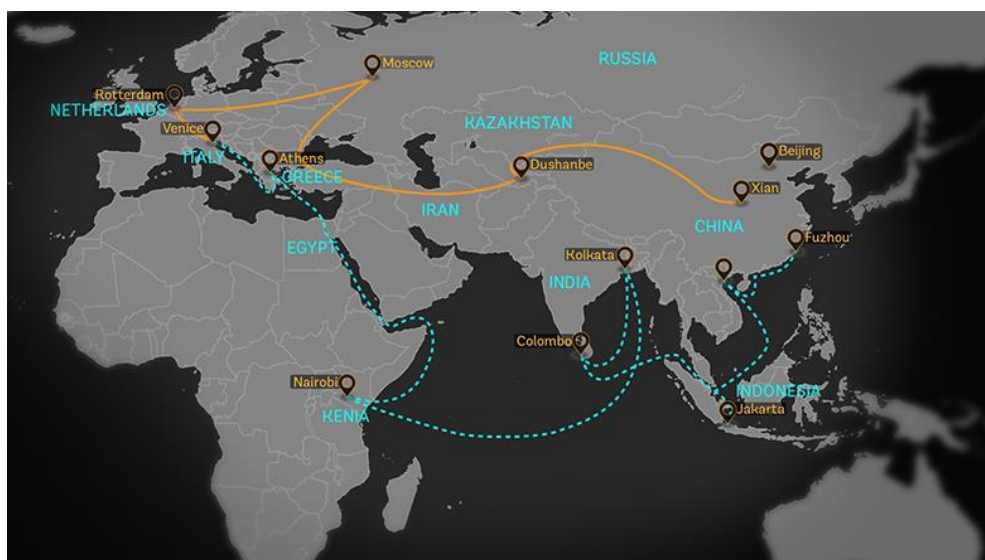 Moscow
RUSSIA
Rotterdam
NETHERLANDS
KAZAKHSTAN
Venice
Beijing
ITALY
Athens
Dushanbe
GREECE
Xian
IRAN
CHINA
Fuzhou
EGYPT
Kolkata
INDIA
Colombo
Nairobi
INDONESIA
Jakarta
KENIA